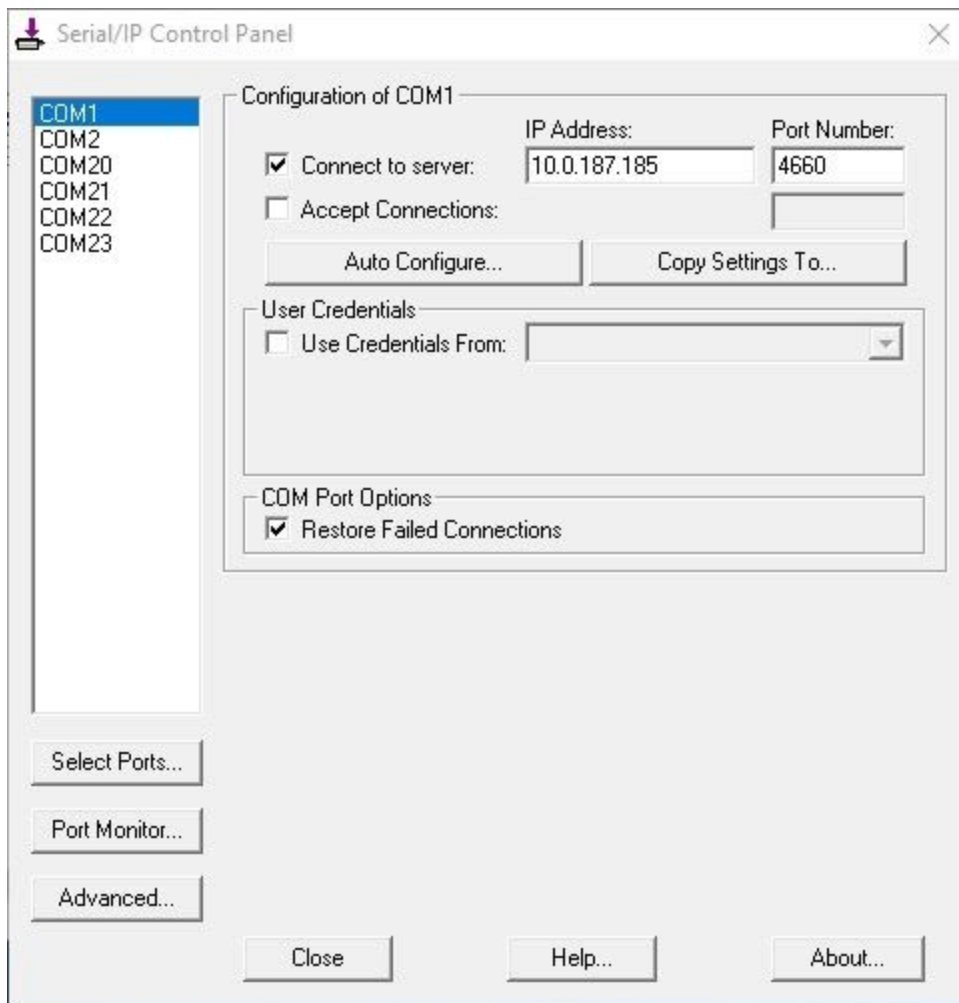 Serial/IP Control Panel
COM1
COM2
COM20
COM21
COM22
COM23
Select Ports...
Port Monitor...
Advanced...
Configuration of COM1
IP Address: Port Number:
Connect to server: 10.0.187.185 4660
Accept Connections:
Auto Configure... Copy Settings To...
User Credentials
Use Credentials From:
COM Port Options
Restore Failed Connections
Close Help... About...